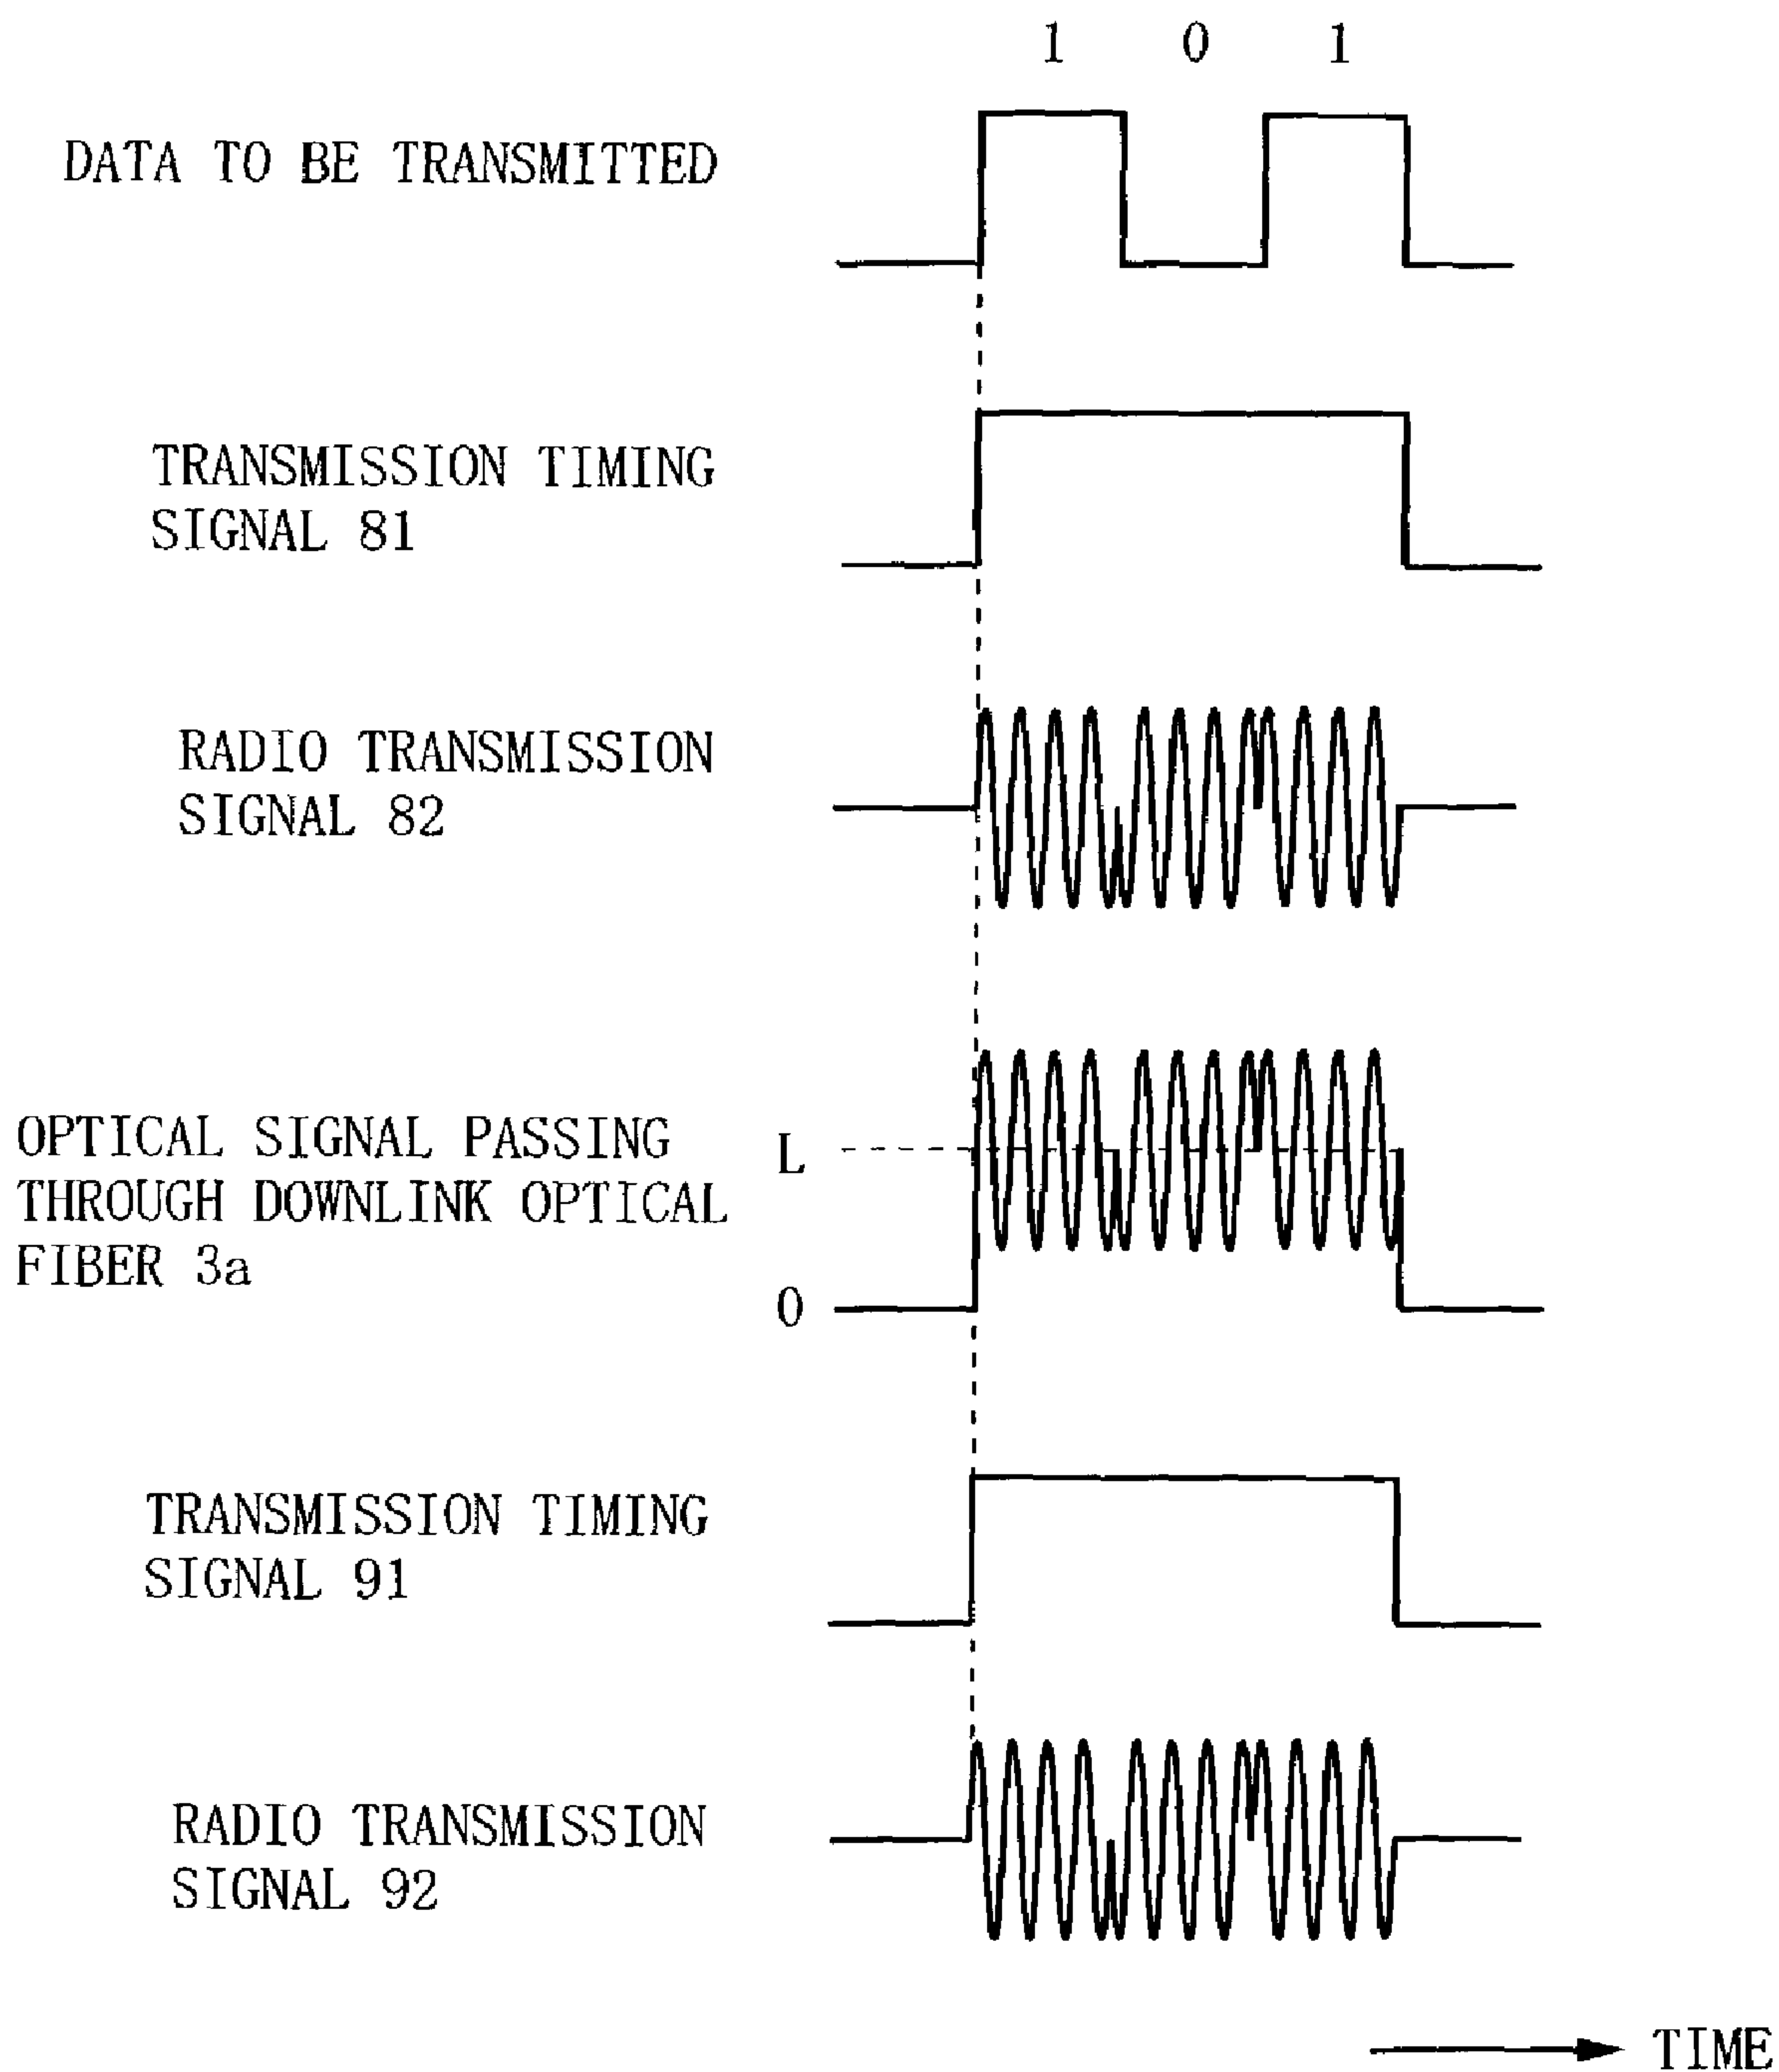 1 0 1
DATA TO BE TRANSMITTED
TRANSMISSION TIMING
SIGNAL 81
RADIO TRANSMISSION
SIGNAL 82
OPTICAL SIGNAL PASSING
THROUGH DOWNLINK OPTICAL
FIBER 3a
L
0
TRANSMISSION TIMING
SIGNAL 91
RADIO TRANSMISSION
SIGNAL 92
TIME